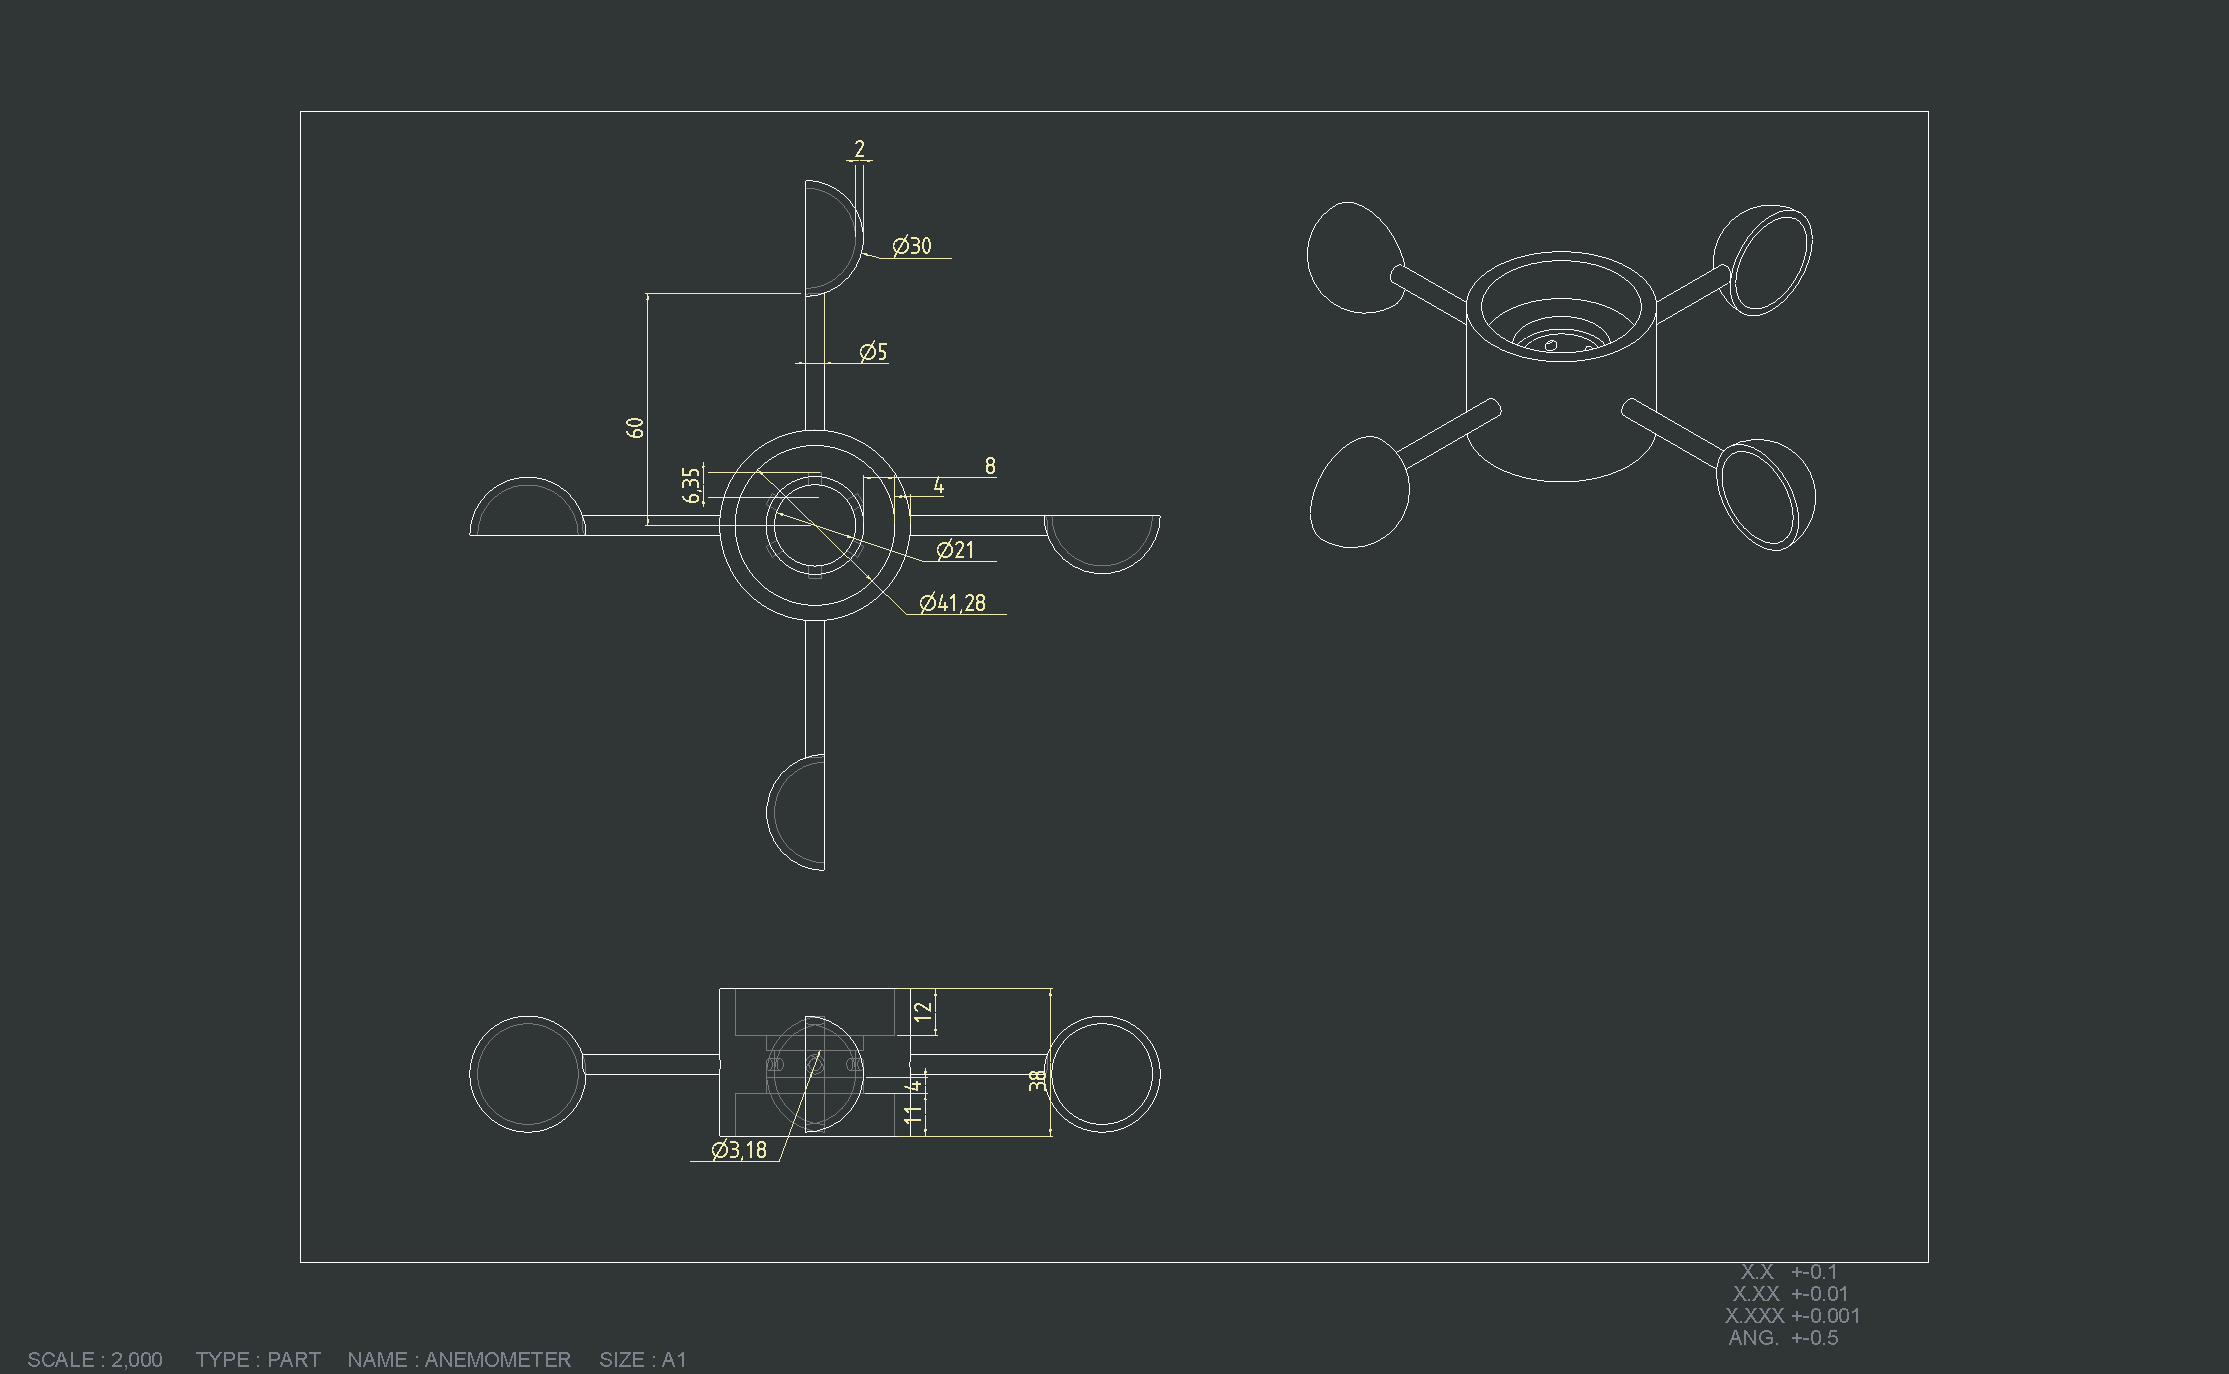 2
Ø30
Ø5
60
6,35
8
4
Ø21
Ø41,28
12
38
4
11
Ø3,18
X.X +-0.1
X.XX +-0.01
X.XXX +-0.001
ANG. +-0.5
SCALE : 2,000 TYPE : PART NAME : ANEMOMETER SIZE : A1